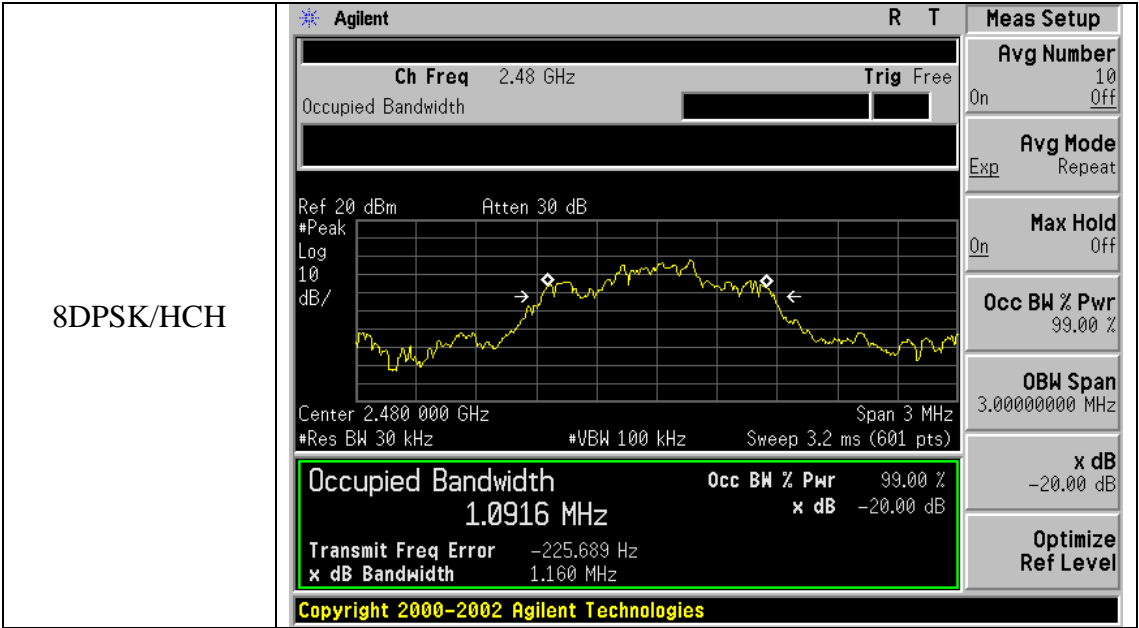 8DPSK/HCH
Agilent R T
Ch Freq 2.48 GHz Trig Free
Occupied Bandwidth
Ref 20 dBm Atten 30 dB
#Peak
Log
10
dB/
Center 2.480 000 GHz Span 3 MHz
#Res BW 30 kHz #VBW 100 kHz Sweep 3.2 ms (601 pts)
Occupied Bandwidth Occ BW % Pwr 99.00 %
1.0916 MHz x dB -20.00 dB
Transmit Freq Error -225.689 Hz
x dB Bandwidth 1.160 MHz
Copyright 2000-2002 Agilent Technologies
Meas Setup
Avg Number
10
On Off
Avg Mode
Exp Repeat
Max Hold
On Off
Occ BW % Pwr
99.00 %
OBW Span
3.00000000 MHz
x dB
-20.00 dB
Optimize
Ref Level